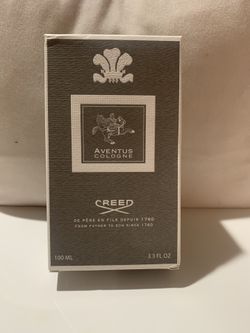 AVENTUS
COLOGNE
CREED
DE PÈRE EN FILS DEPUIS 1760
FROM FATHER TO SON SINCE 1760
100 ML 3.3 FL.OZ